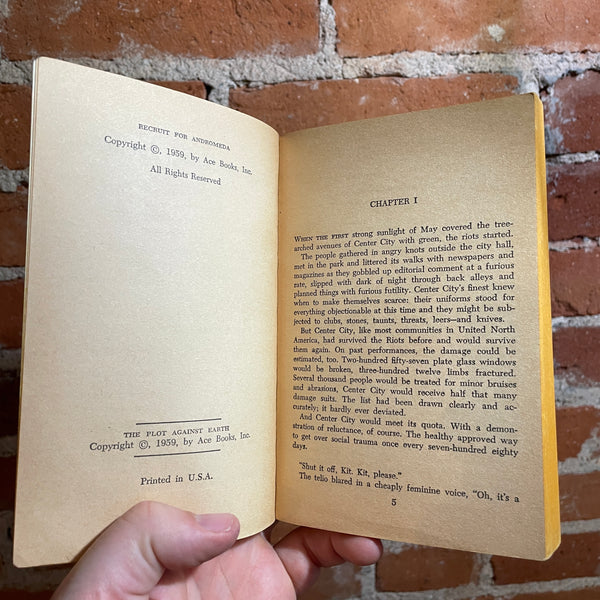 RECRUIT FOR ANDROMEDA
Copyright ©, 1959, by Ace Books, Inc.
All Rights Reserved
THE PLOT AGAINST EARTH
Copyright ©, 1959, by Ace Books, Inc.
Printed in U.S.A.
CHAPTER I
WHEN THE FIRST strong sunlight of May covered the tree-
arched avenues of Center City with green, the riots started.
The people gathered in angry knots outside the city hall,
met in the park and littered its walks with newspapers and
magazines as they gobbled up editorial comment at a furious
rate, slipped with dark of night through back alleys and
planned things with furious futility. Center City's finest knew
when to make themselves scarce: their uniforms stood for
everything objectionable at this time and they might be sub-
jected to clubs, stones, taunts, threats, leers—and knives.
But Center City, like most communities in United North
America, had survived the Riots before and would survive
them again. On past performances, the damage could be
estimated, too. Two-hundred fifty-seven plate glass windows
would be broken, three-hundred twelve limbs fractured.
Several thousand people would be treated for minor bruises
and abrasions, Center City would receive half that many
damage suits. The list had been drawn clearly and ac-
curately; it hardly ever deviated.
And Center City would meet its quota. With a demon-
stration of reluctance, of course. The healthy approved way
to get over social trauma once every seven-hundred eighty
days.
"Shut it off, Kit. Kit, please."
The telio blared in a cheaply feminine voice, "Oh, it's a
5